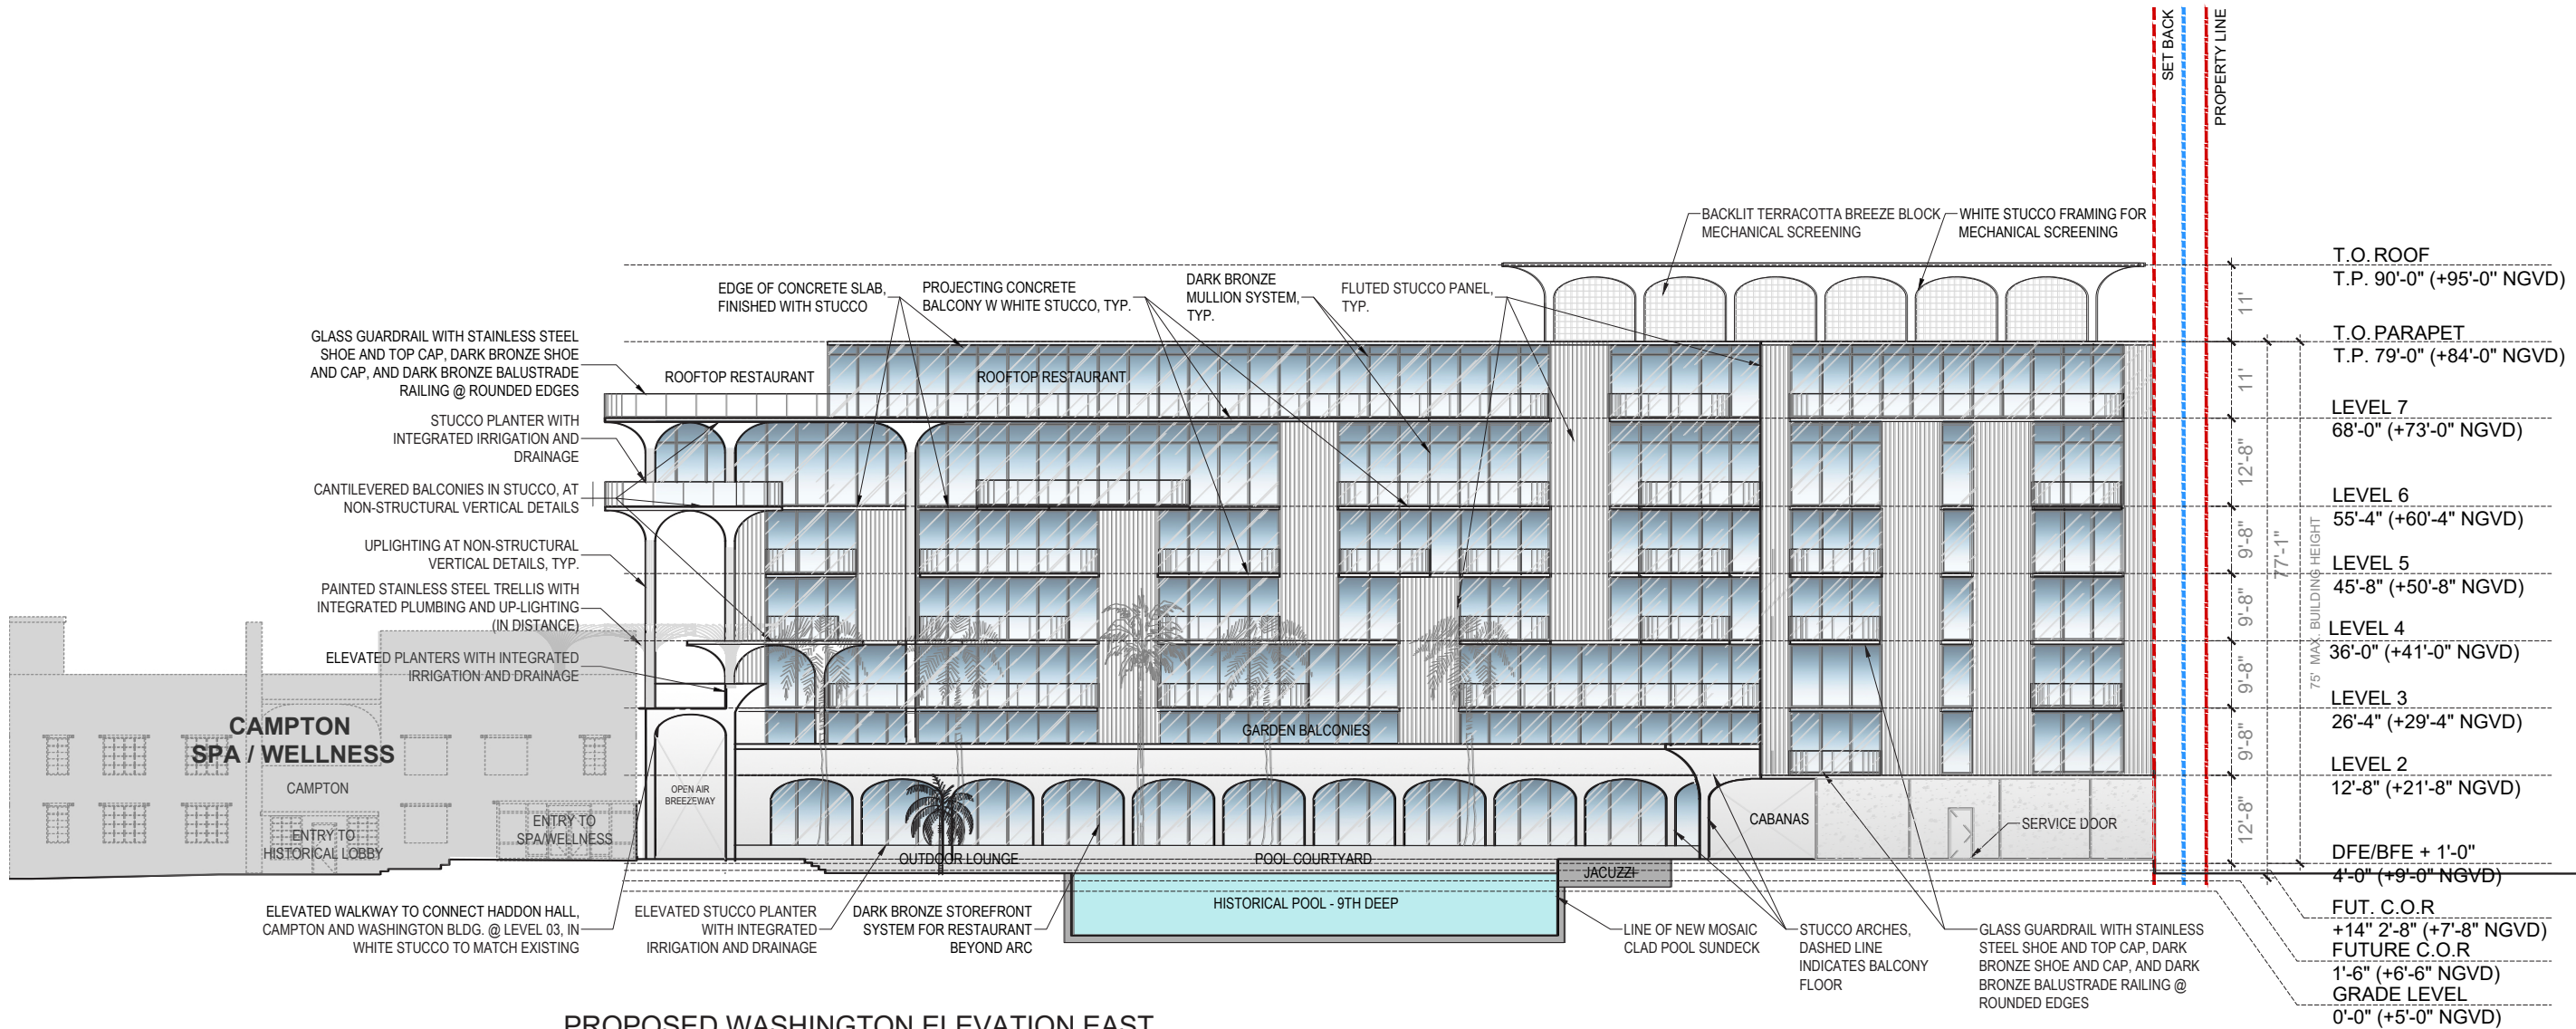 SET BACK
PROPERTY LINE
BACKLIT TERRACOTTA BREEZE BLOCK
MECHANICAL SCREENING
WHITE STUCCO FRAMING FOR
MECHANICAL SCREENING
EDGE OF CONCRETE SLAB,
FINISHED WITH STUCCO
PROJECTING CONCRETE
BALCONY W WHITE STUCCO, TYP.
DARK BRONZE
MULLION SYSTEM,
TYP.
FLUTED STUCCO PANEL,
TYP.
GLASS GUARDRAIL WITH STAINLESS STEEL
SHOE AND TOP CAP, DARK BRONZE SHOE
AND CAP, AND DARK BRONZE BALUSTRADE
RAILING @ ROUNDED EDGES
STUCCO PLANTER WITH
INTEGRATED IRRIGATION AND
DRAINAGE
CANTILEVERED BALCONIES IN STUCCO, AT
NON-STRUCTURAL VERTICAL DETAILS
UPLIGHTING AT NON-STRUCTURAL
VERTICAL DETAILS, TYP.
PAINTED STAINLESS STEEL TRELLIS WITH
INTEGRATED PLUMBING AND UP-LIGHTING
(IN DISTANCE)
ELEVATED PLANTERS WITH INTEGRATED
IRRIGATION AND DRAINAGE
ROOFTOP RESTAURANT
ROOFTOP RESTAURANT
GARDEN BALCONIES
CAMPTON
SPA / WELLNESS
CAMPTON
ENTRY TO
HISTORICAL LOBBY
ENTRY TO
SPA/WELLNESS
OPEN AIR
BREEZEWAY
OUTDOOR LOUNGE
POOL COURTYARD
CABANAS
SERVICE DOOR
JACUZZI
HISTORICAL POOL - 9TH DEEP
ELEVATED WALKWAY TO CONNECT HADDON HALL,
CAMPTON AND WASHINGTON BLDG. @ LEVEL 03, IN
WHITE STUCCO TO MATCH EXISTING
ELEVATED STUCCO PLANTER
WITH INTEGRATED
IRRIGATION AND DRAINAGE
DARK BRONZE STOREFRONT
SYSTEM FOR RESTAURANT
BEYOND ARC
LINE OF NEW MOSAIC
CLAD POOL SUNDECK
STUCCO ARCHES,
DASHED LINE
INDICATES BALCONY
FLOOR
GLASS GUARDRAIL WITH STAINLESS
STEEL SHOE AND TOP CAP, DARK
BRONZE SHOE AND CAP, AND DARK
BRONZE BALUSTRADE RAILING @
ROUNDED EDGES
11'
11'
12'-8"
9'-8"
9'-8"
9'-8"
9'-8"
12'-8"
77'-1"
75' MAX. BUILDING HEIGHT
T.O. ROOF
T.P. 90'-0" (+95'-0" NGVD)
T.O. PARAPET
T.P. 79'-0" (+84'-0" NGVD)
LEVEL 7
68'-0" (+73'-0" NGVD)
LEVEL 6
55'-4" (+60'-4" NGVD)
LEVEL 5
45'-8" (+50'-8" NGVD)
LEVEL 4
36'-0" (+41'-0" NGVD)
LEVEL 3
26'-4" (+29'-4" NGVD)
LEVEL 2
12'-8" (+21'-8" NGVD)
DFE/BFE + 1'-0"
4'-0" (+9'-0" NGVD)
FUT. C.O.R
+14" 2'-8" (+7'-8" NGVD)
FUTURE C.O.R
1'-6" (+6'-6" NGVD)
GRADE LEVEL
0'-0" (+5'-0" NGVD)
PROPOSED WASHINGTON ELEVATION EAST